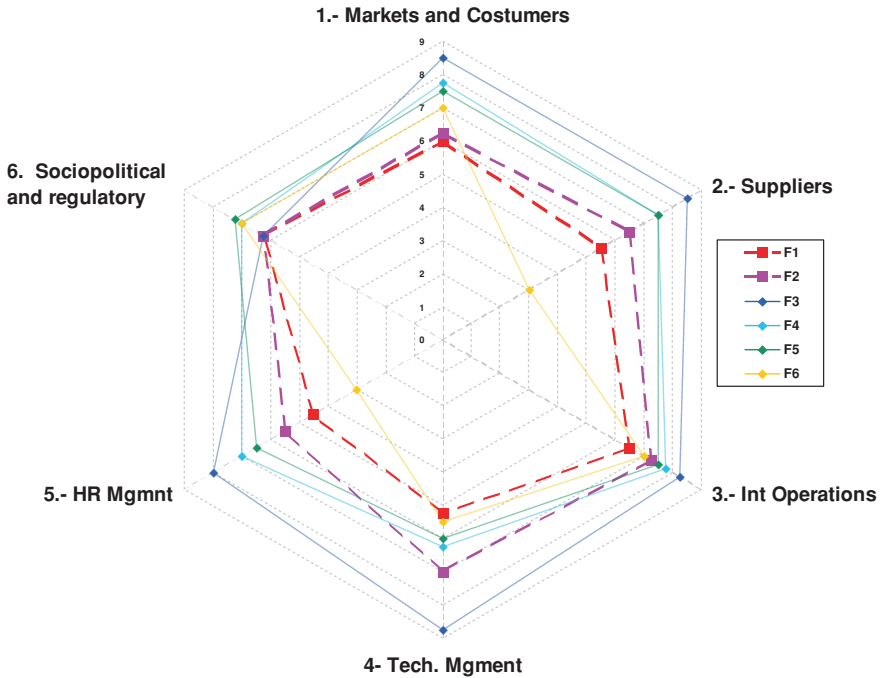 1.- Markets and Costumers
9
8
7
6
5
4
3
2
1
0
6. Sociopolitical
and regulatory
2.- Suppliers
F1
F2
F3
F4
F5
F6
5.- HR Mgmnt
3.- Int Operations
4- Tech. Mgment